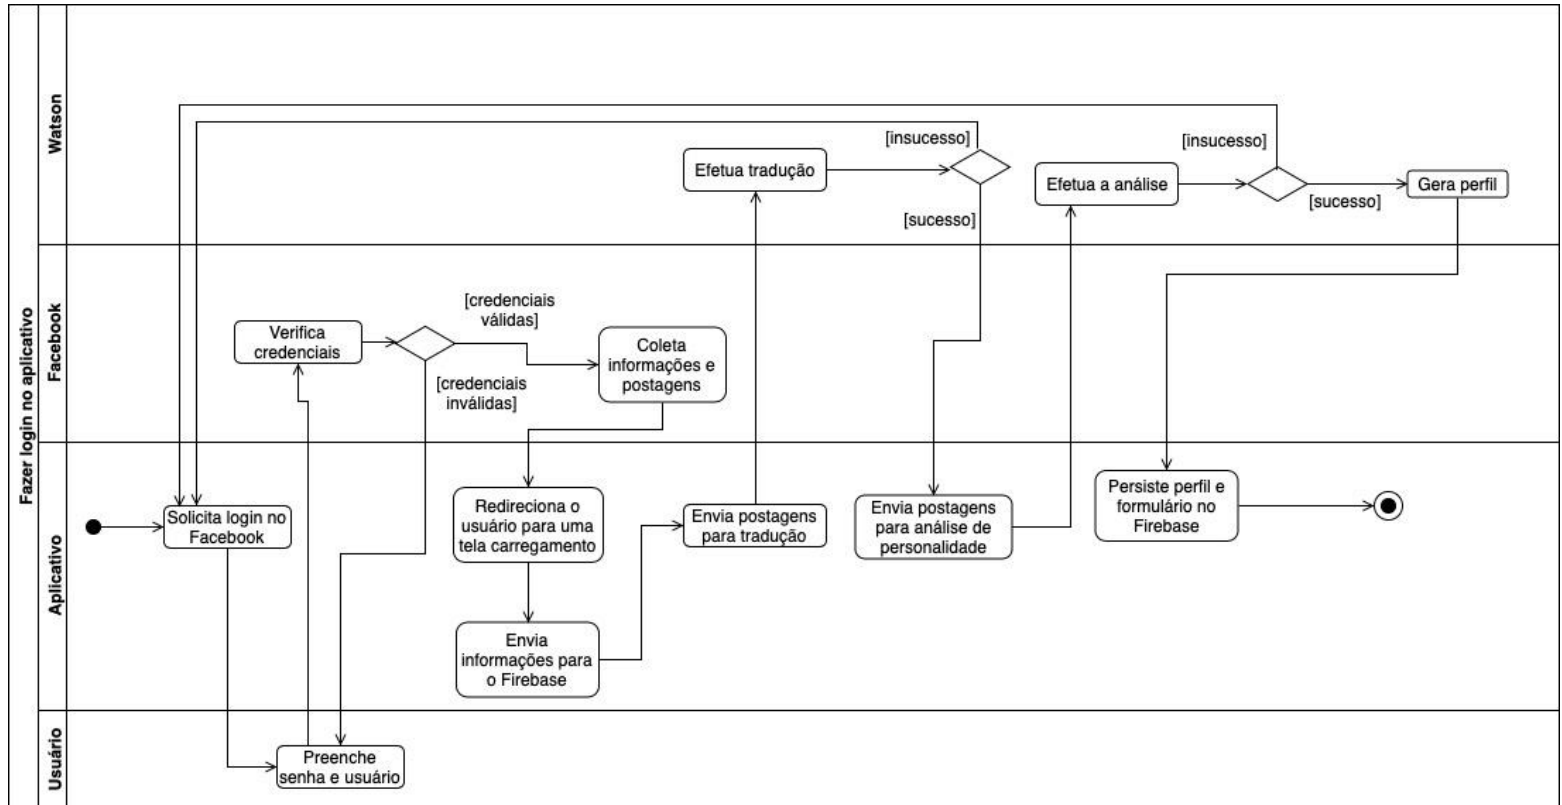 Fazer login no aplicativo
Watson
[insucesso]
[insucesso]
Efetua tradução
Efetua a análise
Gera perfil
[sucesso]
[sucesso]
Facebook
[credenciais
válidas]
Verifica
credenciais
Coleta
informações e
postagens
[credenciais
inválidas]
Aplicativo
Solicita login no
Facebook
Redireciona o
usuário para uma
tela carregamento
Envia postagens
para tradução
Envia postagens
para análise de
personalidade
Persiste perfil e
formulário no
Firebase
Envia
informações para
o Firebase
Usuário
Preenche
senha e usuário